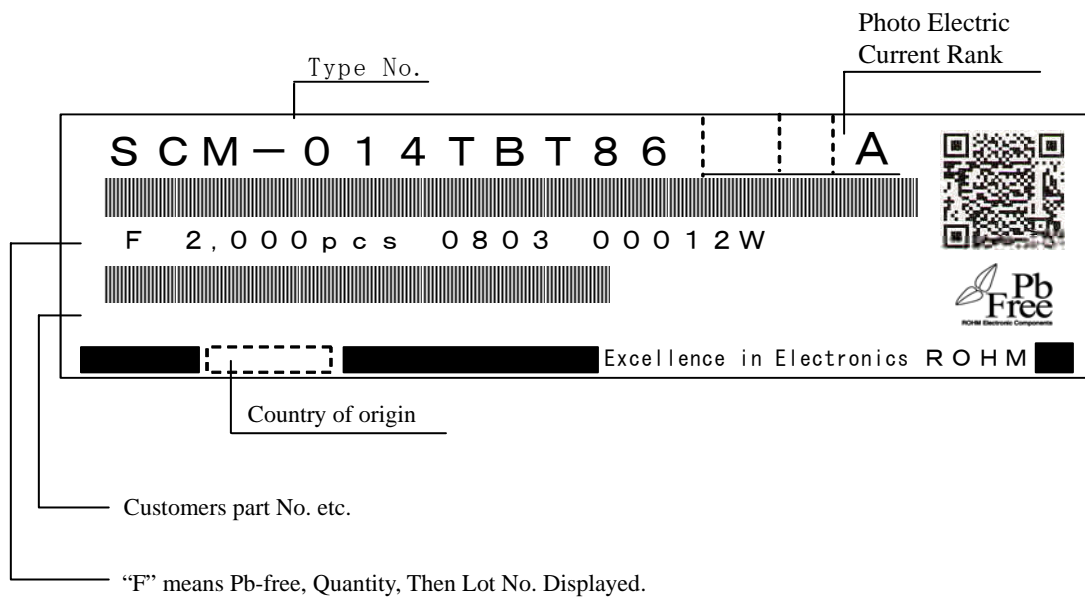 Photo Electric
Current Rank
Type No.
SCM-014TBT86 A
F 2,000pcs 0803 00012W
Pb
Free
ROHM Electronic Components
Excellence in Electronics ROHM
Country of origin
Customers part No. etc.
“F” means Pb-free, Quantity, Then Lot No. Displayed.